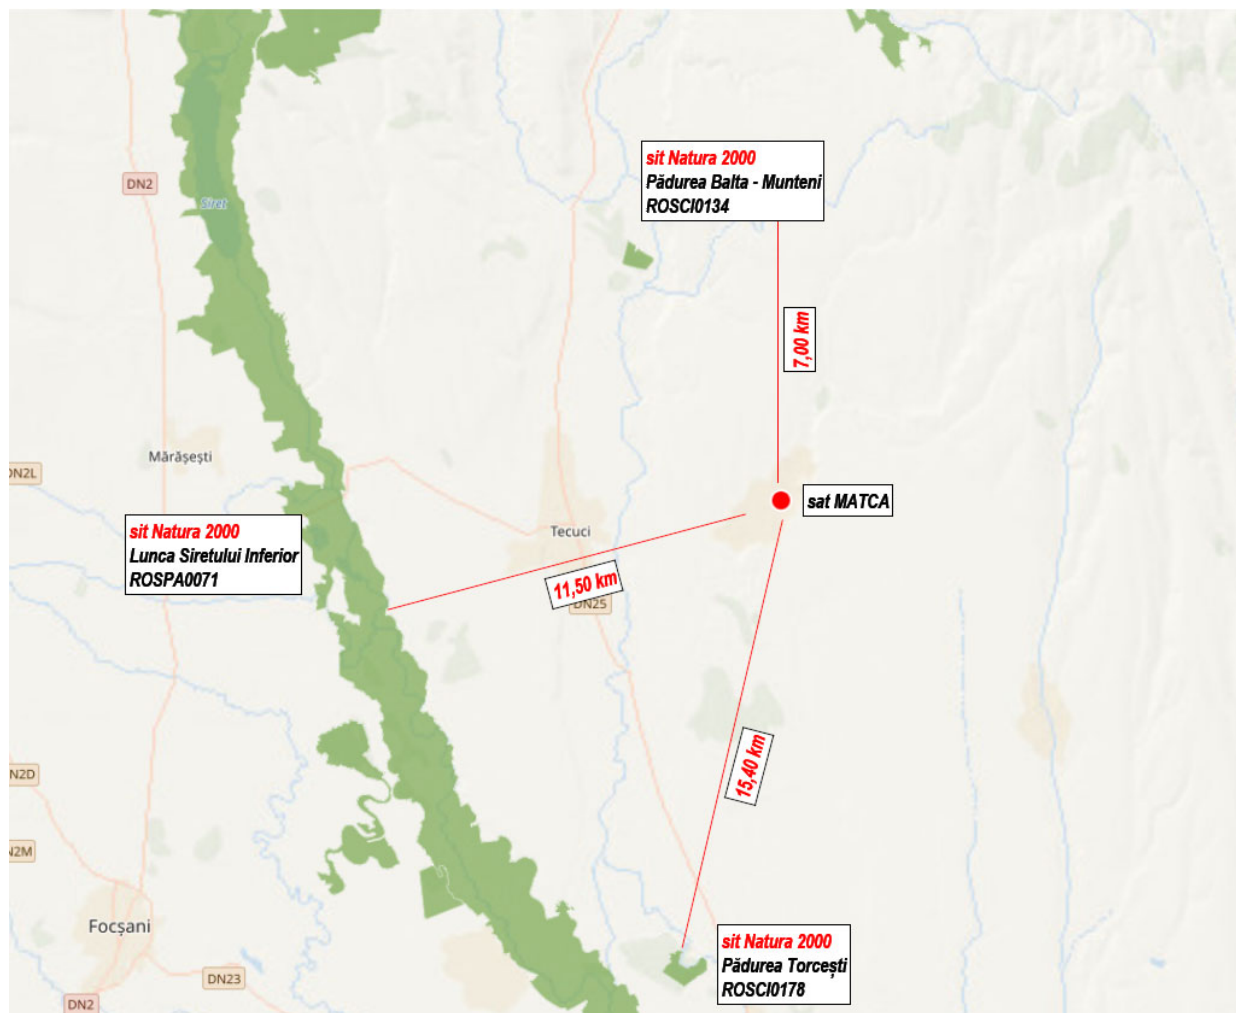 DN2
Siret
sit Natura 2000
Pădurea Balta - Munteni
ROSCI0134
7,00 km
Mărășești
DN2L
sat MATCA
sit Natura 2000
Lunca Siretului Inferior
ROSPA0071
Tecuci
11,50 km
DN25
15,40 km
N2D
N2M
Focșani
sit Natura 2000
Pădurea Torcești
ROSCI0178
DN23
DN2